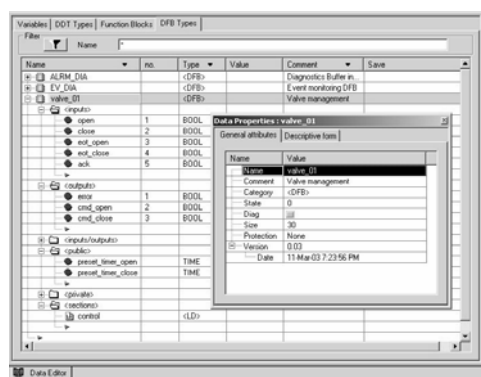 Variables DDT Types Function Blocks DFB Types
Filter
Name *
Name no. Type Value Comment Save
ALRM_DIA <DFB> Diagnostics Buffer in...
EV_DIA <DFB> Event monitoring DFB
valve_01 <DFB> Valve management
<inputs>
open 1 BOOL
close 2 BOOL
eot_open 3 BOOL
eot_close 4 BOOL
ack 5 BOOL
<outputs>
error 1 BOOL
cmd_open 2 BOOL
cmd_close 3 BOOL
<inputs/outputs>
<public>
preset_timer_open TIME
preset_timer_close TIME
<private>
<sections>
control <LD>
Data Properties : valve_01
General attributes Descriptive form
Name Value
Name valve_01
Comment Valve management
Category <DFB>
State 0
Diag
Size 30
Protection None
Version 0.03
Date 11-Mar-03 7:23:56 PM
Data Editor